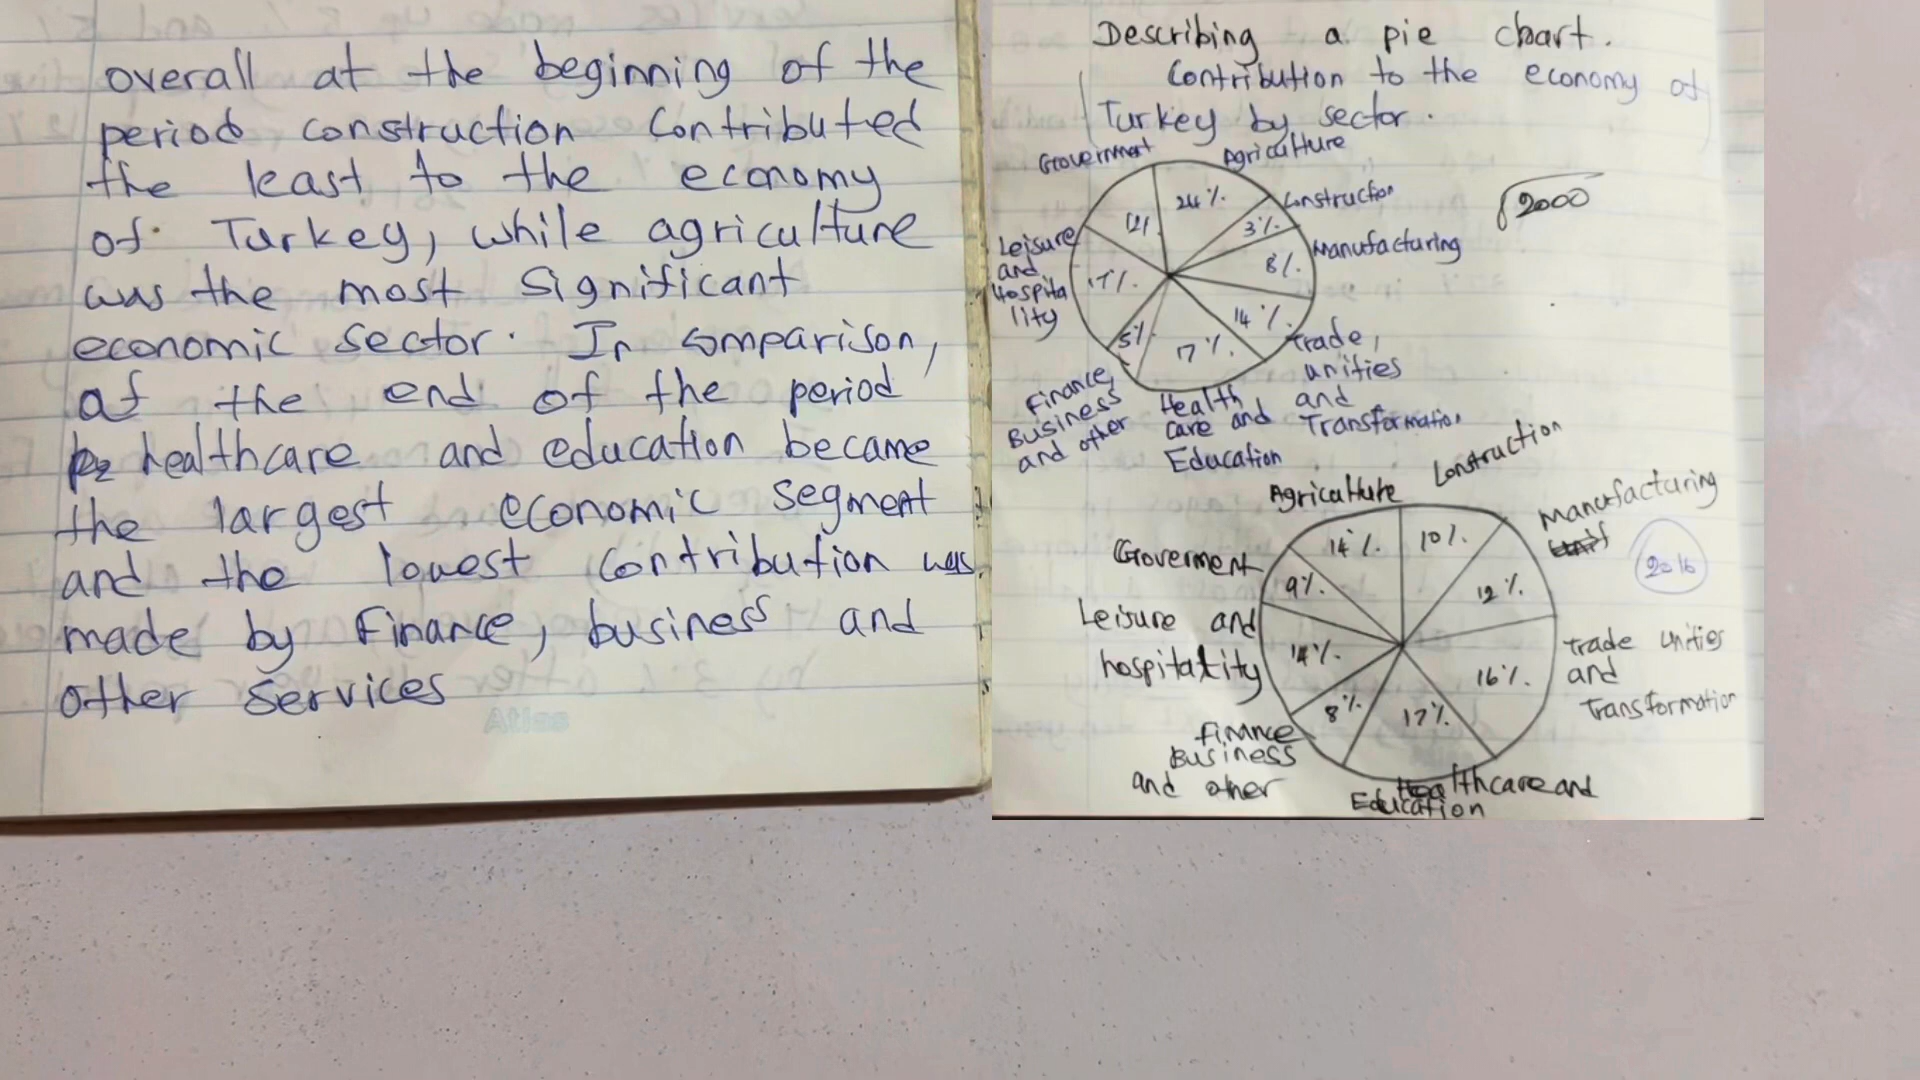 overall at the beginning of the
period construction contributed
the least to the economy
of Turkey, while agriculture
was the most significant
economic sector. In comparison,
at the end of the period
healthcare and education became
the largest economic segment
and the lowest contribution was
made by Finance, business and
other services
Describing a pie chart.
Contribution to the economy of
Turkey by sector.
Government
Agriculture
24%
Construction
3%
2000
Manufacturing
8%
12%
Leisure
and
Hospita
lity
17%
14%
5%
17%
Trade,
unities
and
Transformation
Finance,
Business
and other
Health
care and
Education
Construction
Agriculture
Manufacturing
14%
10%
2016
Goverment
9%
12%
Leisure and
hospitality
14%
Trade unities
and
Transformation
16%
8%
17%
Finance
Business
and other
Healthcare and
Education